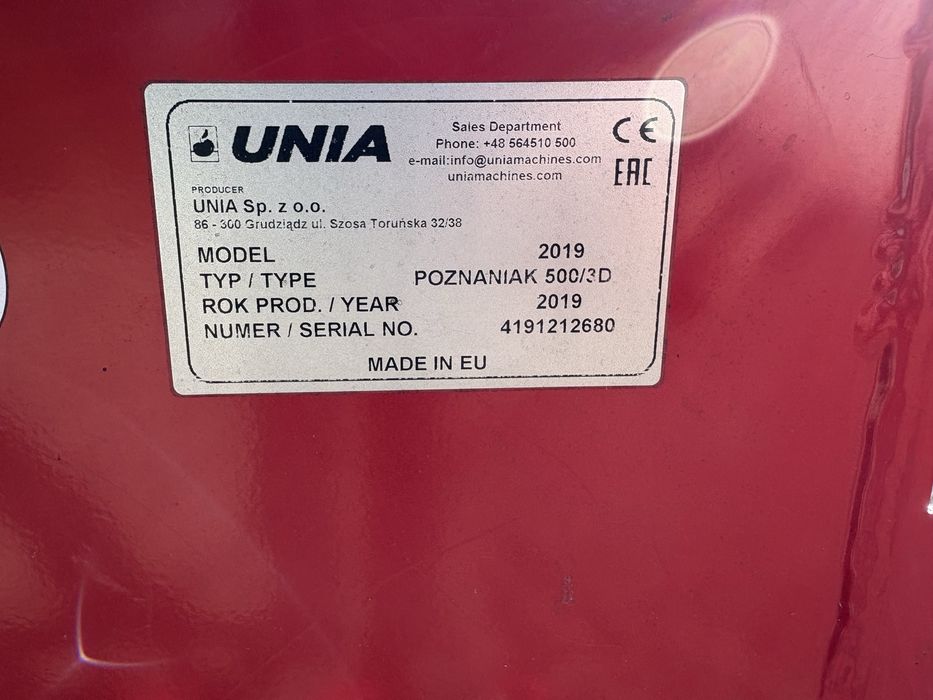 UNIA
Sales Department
Phone: +48 564510 500
e-mail:info@uniamachines.com
uniamachines.com
CE
EAC
PRODUCER
UNIA Sp. z o.o.
86 - 300 Grudziądz ul. Szosa Toruńska 32/38
MODEL 2019
TYP / TYPE POZNANIAK 500/3D
ROK PROD. / YEAR 2019
NUMER / SERIAL NO. 4191212680
MADE IN EU